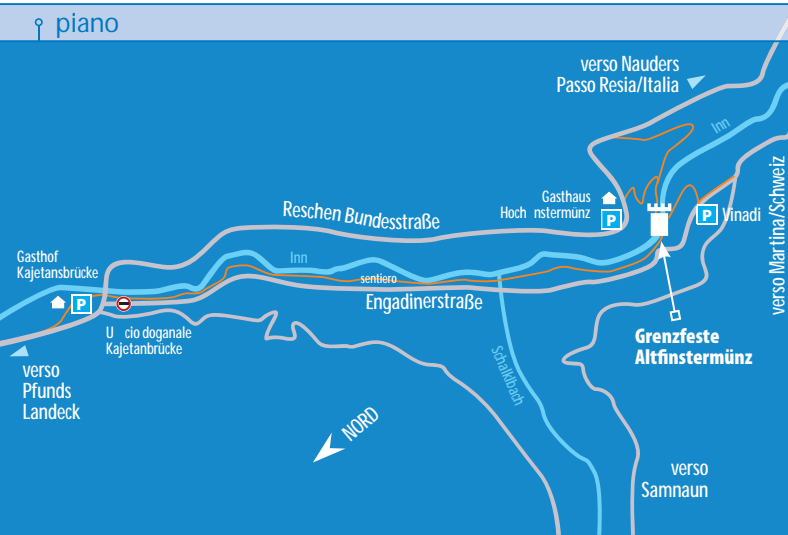 piano
verso Nauders
Passo Resia/Italia
Inn
verso Martina/Schweiz
Gasthaus
Hoch nstermünz
P
P Vinadi
Reschen Bundesstraße
Inn
sentiero
Engadinerstraße
Gasthof
Kajetansbrücke
P
U cio doganale
Kajetanbrücke
verso
Pfunds
Landeck
Schalklbach
Grenzfeste
Altfinstermünz
NORD
verso
Samnaun